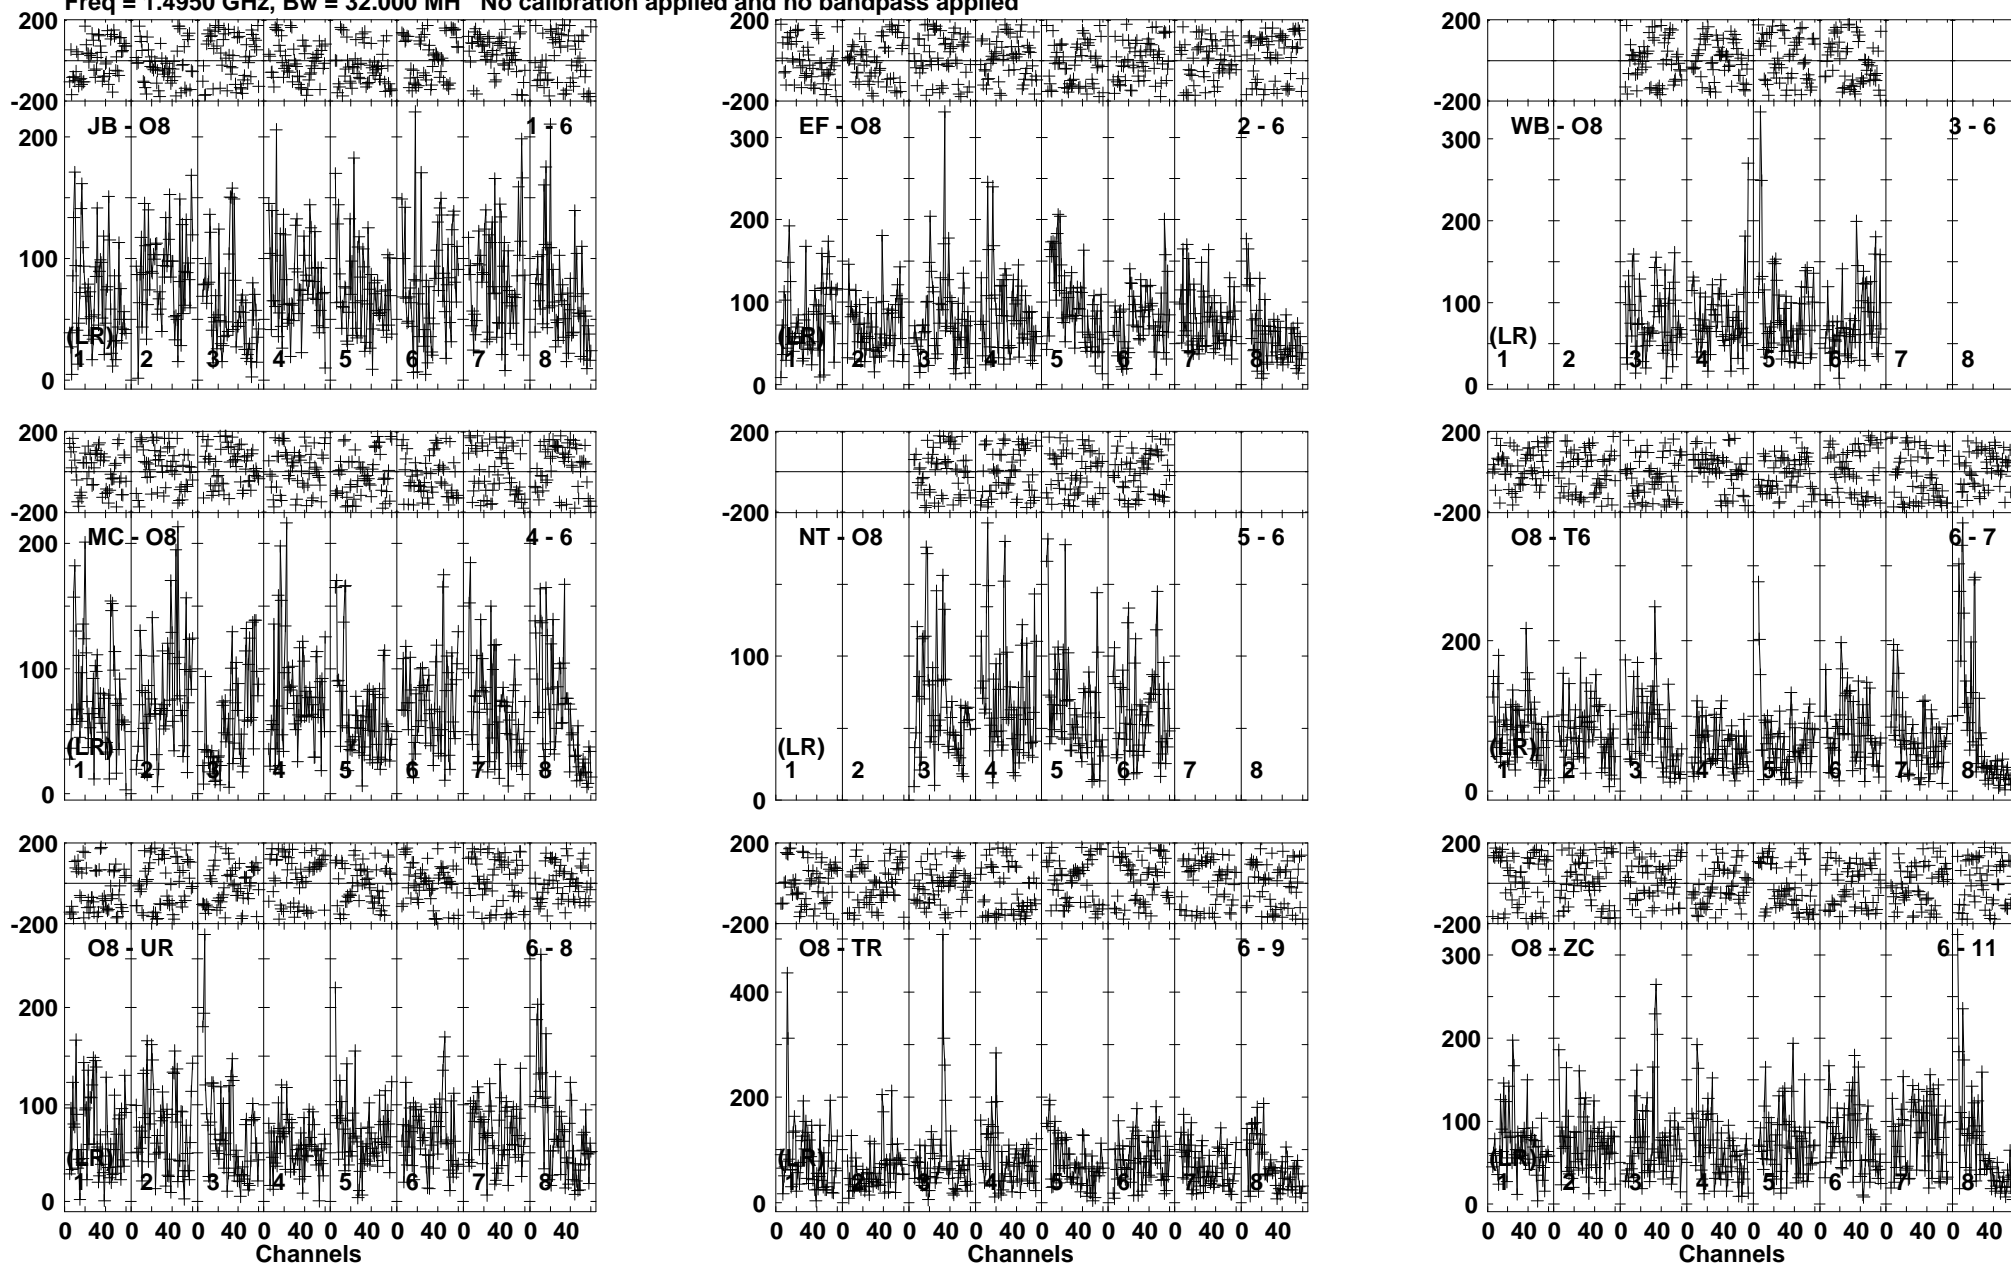 Freq = 1.4950 GHz, Bw = 32.000 MH No calibration applied and no bandpass applied
200 200 200
-200 -200 -200
JB - O8 1 - 6 EF - O8 2 - 6 WB - O8 3 - 6
200 300 300
100 200 200
100 100
(LR) (LR) (LR)
1 2 3 4 5 6 7 8 1 2 3 4 5 6 7 8 1 2 3 4 5 6 7 8
0 0 0
200 200 200
-200 -200 -200
MC - O8 4 - 6 NT - O8 5 - 6 O8 - T6 6 - 7
200
100 100 200
(LR) (LR) (LR)
1 2 3 4 5 6 7 8 1 2 3 4 5 6 7 8 1 2 3 4 5 6 7 8
0 0 0
200 200 200
-200 -200 -200
O8 - UR 6 - 8 O8 - TR 6 - 9 O8 - ZC 6 - 11
200 400 300
100 200 200
100
(LR) (LR) (LR)
1 2 3 4 5 6 7 8 1 2 3 4 5 6 7 8 1 2 3 4 5 6 7 8
0 0 0
0 40 0 40 0 40 0 40 0 40 0 40 0 40 0 40 0 40 0 40 0 40 0 40 0 40 0 40 0 40 0 40 0 40 0 40 0 40 0 40 0 40 0 40 0 40 0 40
Channels Channels Channels